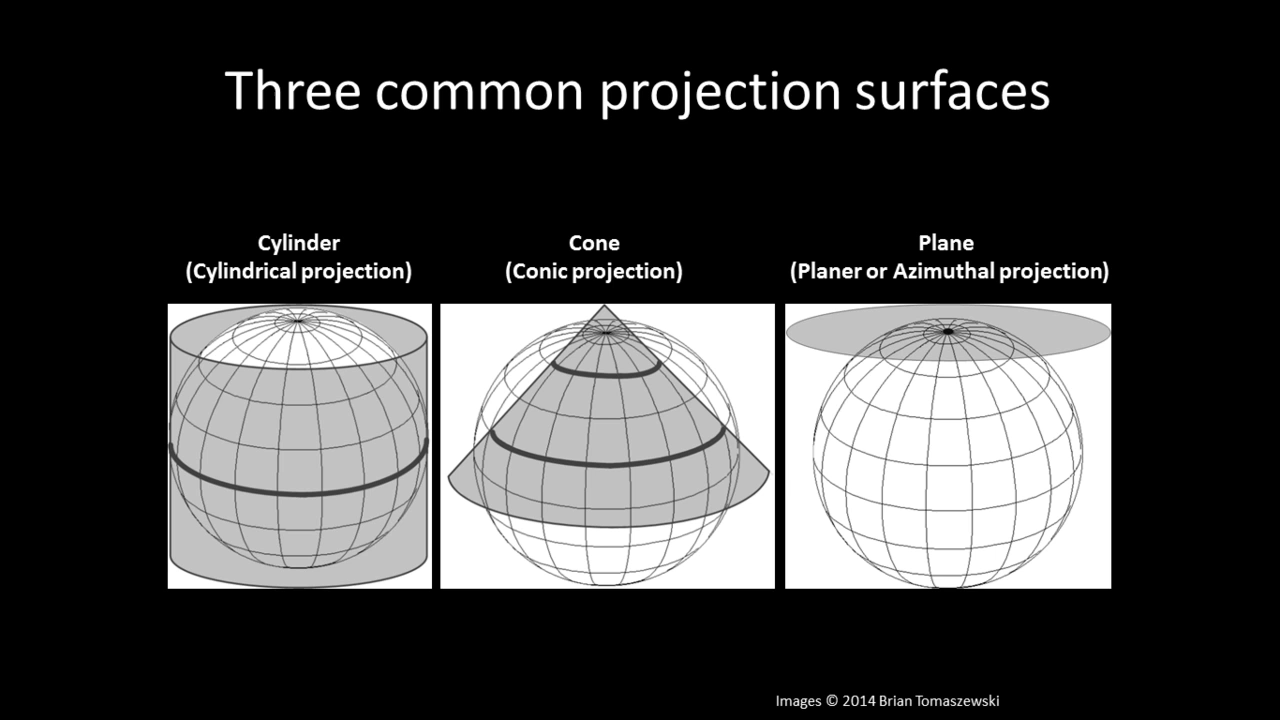 Three common projection surfaces
Cylinder
(Cylindrical projection)
Cone
(Conic projection)
Plane
(Planer or Azimuthal projection)
Images © 2014 Brian Tomaszewski